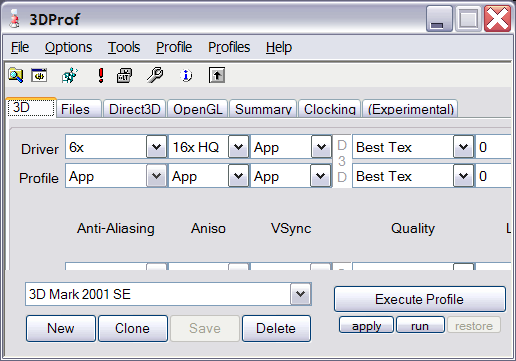 3DProf
File Options Tools Profile Profiles Help
3D Files Direct3D OpenGL Summary Clocking (Experimental)
Driver 6x 16x HQ App D3D Best Tex 0
Profile App App App Best Tex 0
Anti-Aliasing Aniso VSync Quality L
3D Mark 2001 SE
Execute Profile
New Clone Save Delete
apply run restore